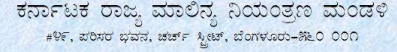 ಕರ್ನಾಟಕ ರಾಜ್ಯ ಮಾಲಿನ್ಯ ನಿಯಂತ್ರಣ ಮಂಡಳಿ
#೪೯, ಪರಿಸರ ಭವನ, ಚರ್ಚ್ ಸ್ಟ್ರೀಟ್, ಬೆಂಗಳೂರು-೫೬೦ ೦೦೧